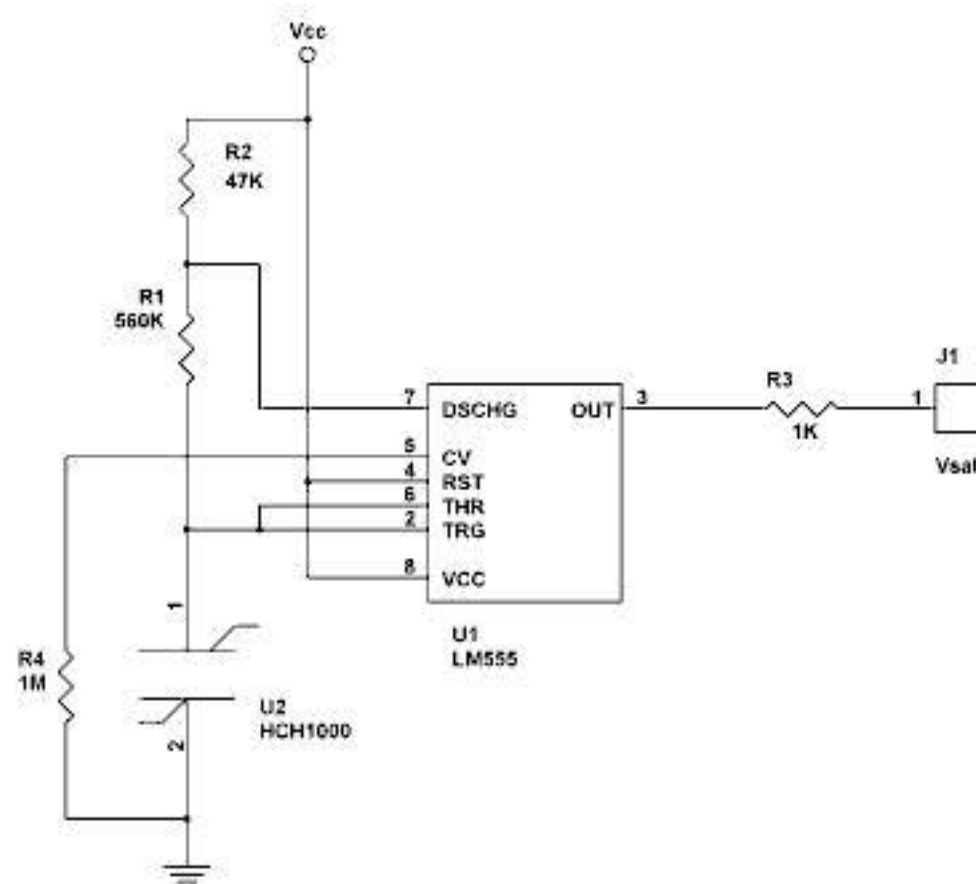 Vcc
R2
47K
R1
560K
J1
R3
7
DSCHG
OUT
3
1
1K
5
CV
4
RST
Vsal
6
THR
2
TRG
8
VCC
1
U1
LM555
R4
1M
U2
HCH1000
2